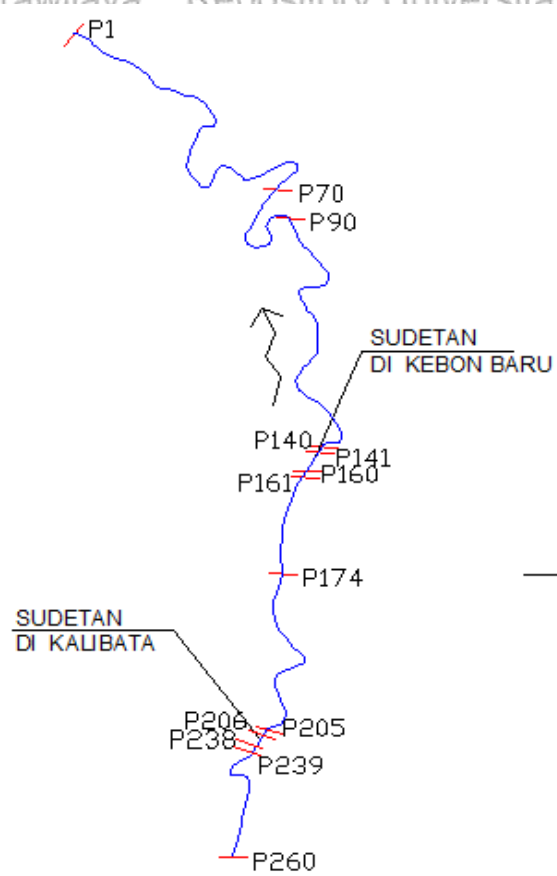 P1
P70
P90
SUDETAN
DI KEBON BARU
P140
P141
P161
P160
P174
SUDETAN
DI KALIBATA
P206
P205
P238
P239
P260